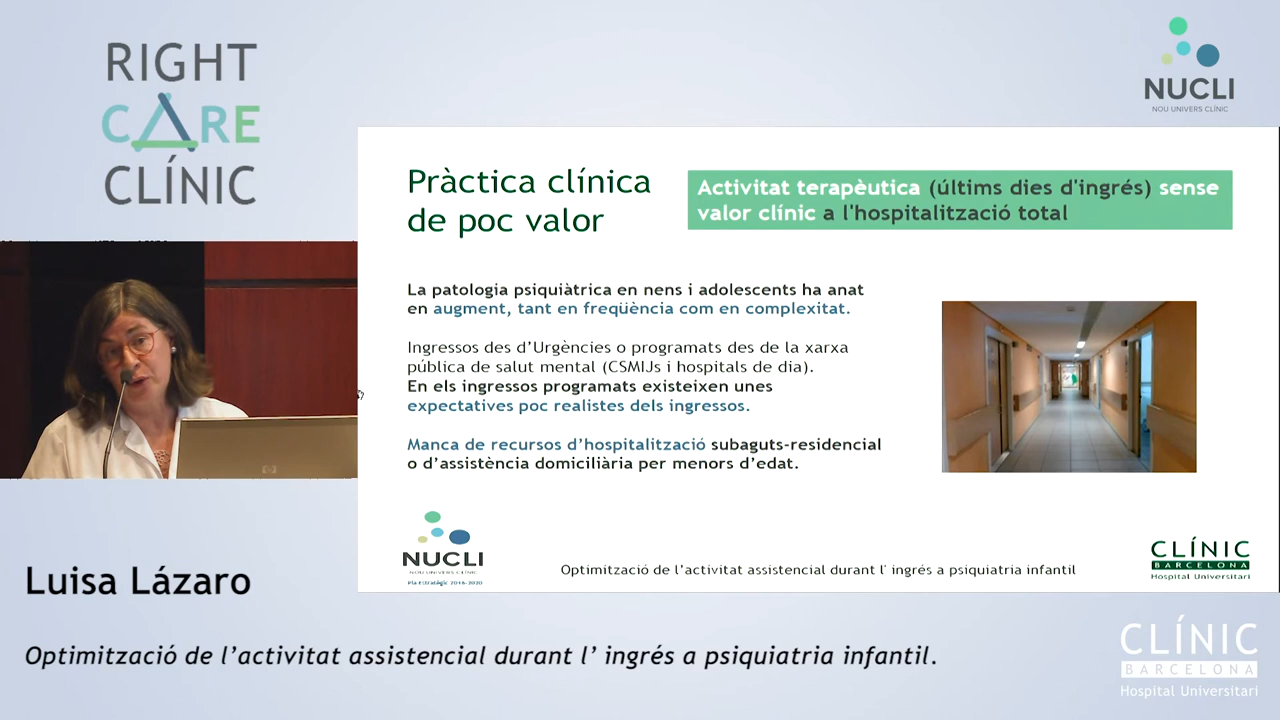 RIGHT
CARE
CLÍNIC
NUCLI
NOU UNIVERS CLÍNIC
Pràctica clínica
de poc valor
Activitat terapèutica (últims dies d'ingrés) sense
valor clínic a l'hospitalització total
La patologia psiquiàtrica en nens i adolescents ha anat
en augment, tant en freqüència com en complexitat.
Ingressos des d’Urgències o programats des de la xarxa
pública de salut mental (CSMIJs i hospitals de dia).
En els ingressos programats existeixen unes
expectatives poc realistes dels ingressos.
Manca de recursos d’hospitalització subaguts-residencial
o d’assistència domiciliària per menors d’edat.
NUCLI
NOU UNIVERS CLÍNIC
Pla Estratègic 2016-2020
Optimització de l’activitat assistencial durant l' ingrés a psiquiatria infantil
CLÍNIC
BARCELONA
Hospital Universitari
Luisa Lázaro
Optimització de l’activitat assistencial durant l’ ingrés a psiquiatria infantil.
CLÍNIC
BARCELONA
Hospital Universitari